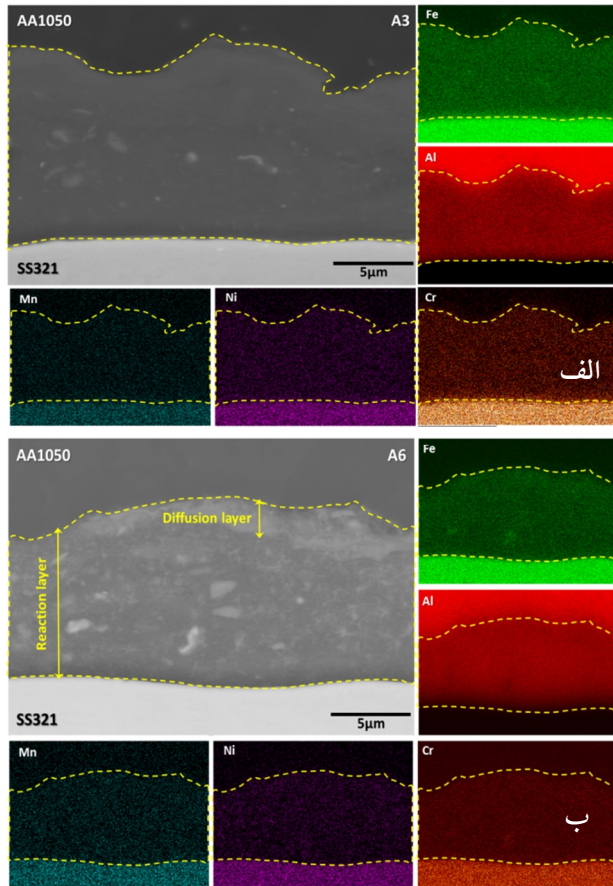 AA1050 A3
SS321 5µm
Fe
Al
Mn
Ni
Cr
الف
AA1050 A6
Diffusion layer
Reaction layer
SS321 5µm
Fe
Al
Mn
Ni
Cr
ب